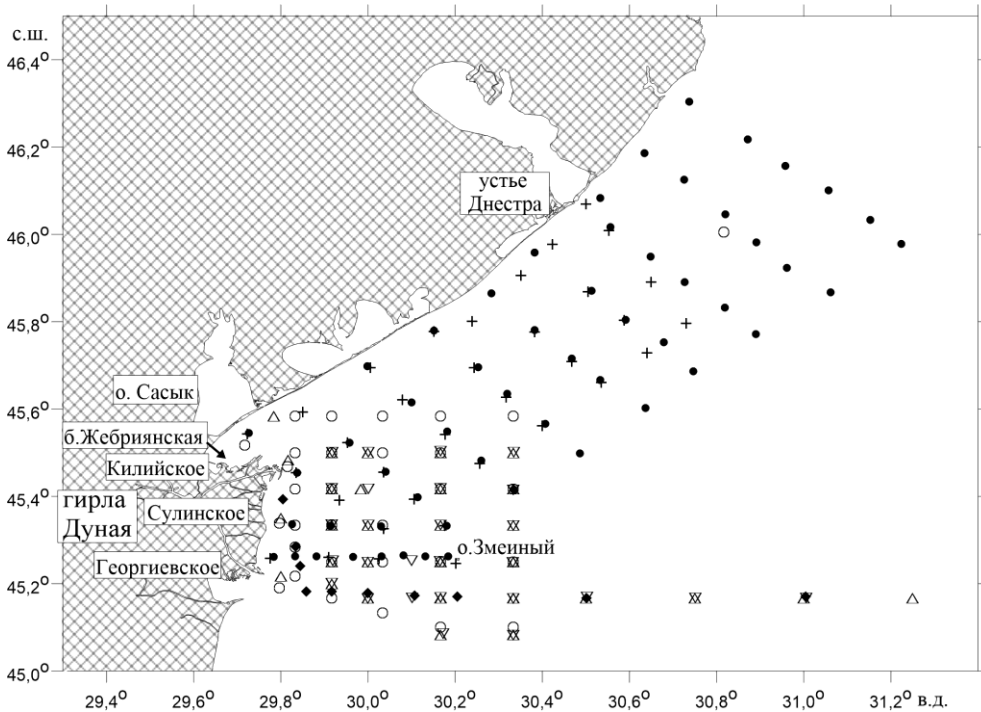 с.ш.
46,4°
46,2°
устье
Днестра
46,0°
45,8°
о. Сасык
45,6°
б.Жебриянская
Килийское
45,4°
гирла
Дуная
Сулинское
о.Змеиный
Георгиевское
45,2°
45,0°
29,4° 29,6° 29,8° 30,0° 30,2° 30,4° 30,6° 30,8° 31,0° 31,2° в.д.